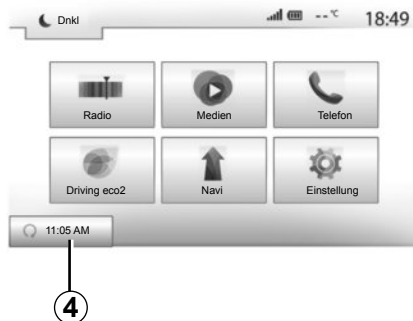 Dnkl
--°C 18:49
Radio Medien Telefon
Driving eco2 Navi Einstellung
11:05 AM
4